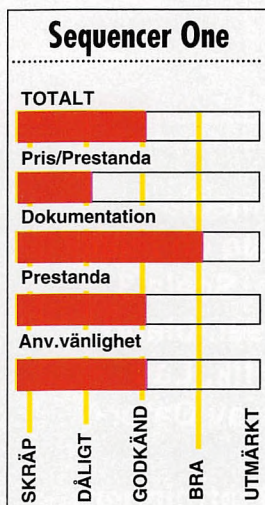 Sequencer One
TOTALT
Pris/Prestanda
Dokumentation
Prestanda
Anv.vänlighet
SKRÄP
DÅLIGT
GODKÄND
BRA
UTMÄRKT